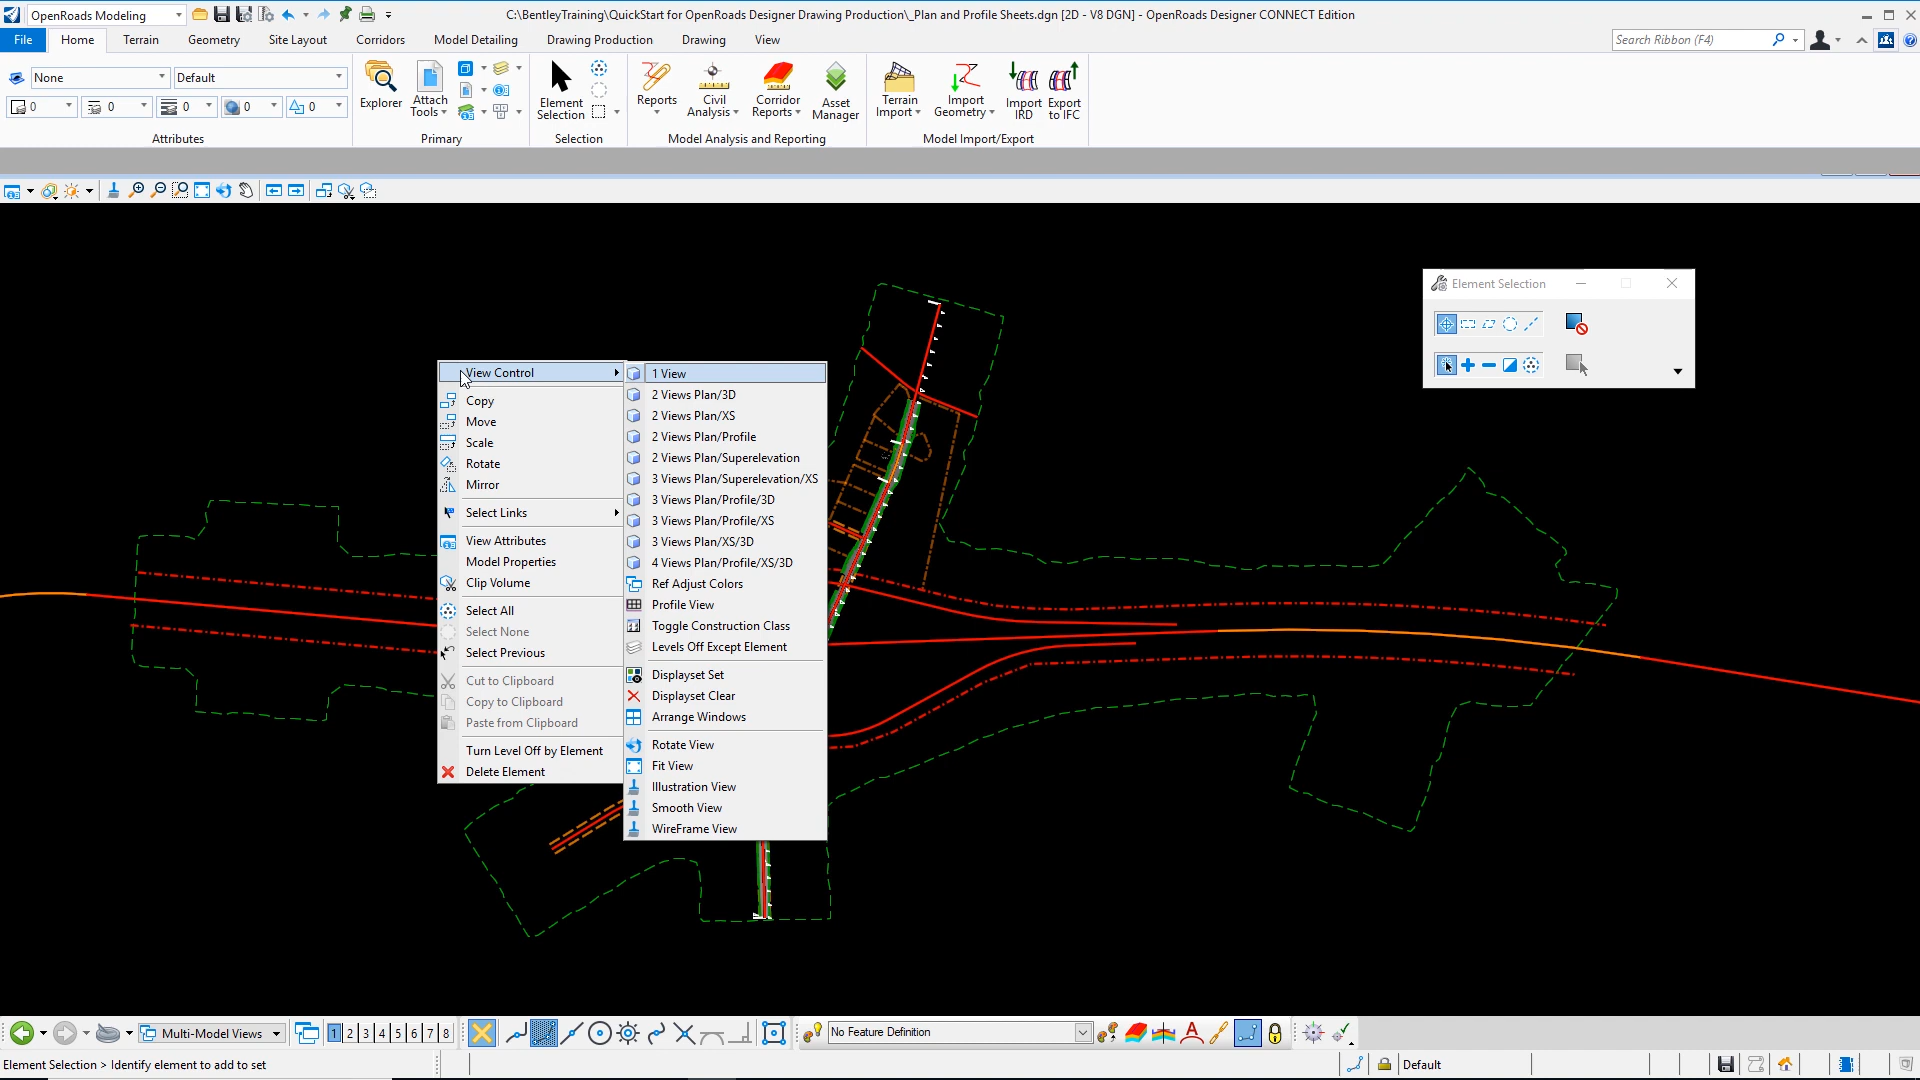 OpenRoads Modeling
C:\BentleyTraining\QuickStart for OpenRoads Designer Drawing Production\_Plan and Profile Sheets.dgn [2D - V8 DGN] - OpenRoads Designer CONNECT Edition
File Home Terrain Geometry Site Layout Corridors Model Detailing Drawing Production Drawing View
Search Ribbon (F4)
None Default
0 0 0 0 0
Attributes
Explorer
Attach Tools
Primary
Element Selection
Selection
Reports
Civil Analysis
Corridor Reports
Asset Manager
Model Analysis and Reporting
Terrain Import
Import Geometry
Import IRD
Export to IFC
Model Import/Export
Element Selection
View Control
Copy
Move
Scale
Rotate
Mirror
Select Links
View Attributes
Model Properties
Clip Volume
Select All
Select None
Select Previous
Cut to Clipboard
Copy to Clipboard
Paste from Clipboard
Turn Level Off by Element
Delete Element
1 View
2 Views Plan/3D
2 Views Plan/XS
2 Views Plan/Profile
2 Views Plan/Superelevation
3 Views Plan/Superelevation/XS
3 Views Plan/Profile/3D
3 Views Plan/Profile/XS
3 Views Plan/XS/3D
4 Views Plan/Profile/XS/3D
Ref Adjust Colors
Profile View
Toggle Construction Class
Levels Off Except Element
Displayset Set
Displayset Clear
Arrange Windows
Rotate View
Fit View
Illustration View
Smooth View
WireFrame View
Multi-Model Views
1 2 3 4 5 6 7 8
No Feature Definition
Element Selection > Identify element to add to set
Default